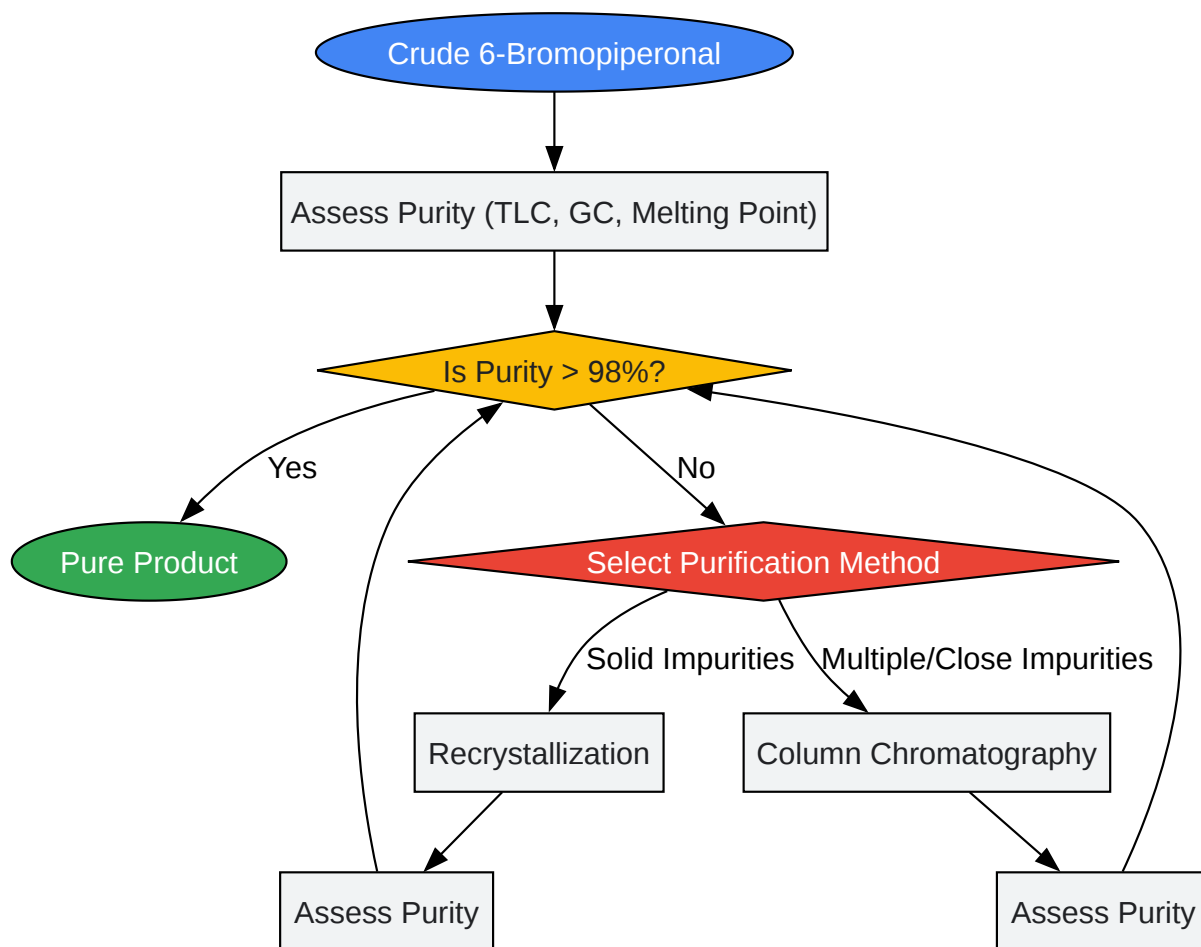 Crude 6-Bromopiperonal
Assess Purity (TLC, GC, Melting Point)
Is Purity > 98%?
Yes
No
Pure Product
Select Purification Method
Solid Impurities
Multiple/Close Impurities
Recrystallization
Column Chromatography
Assess Purity
Assess Purity